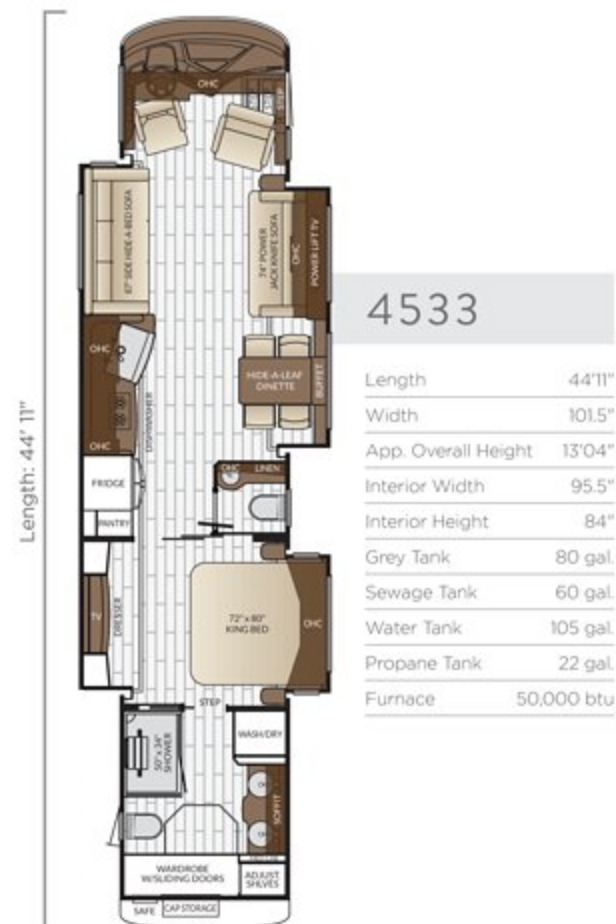 Length: 44' 11"
OHC
STEP
67" SIDE HIDE-A-BED SOFA
74" POWER
JACK KNIFE SOFA
OHC
POWER LIFT TV
OHC
OHC
DISHWASHER
HIDE-A-LEAF
DINETTE
BUFFET
FRIDGE
PANTRY
OHC
LINEN
TV
DRESSER
72" x 80"
KING BED
OHC
STEP
50" x 34"
SHOWER
WASH/DRY
SOFFIT
WARDROBE
W/SLIDING DOORS
ADJUST
SHLVES
SAFE
CAP STORAGE
4533
Length 44'11"
Width 101.5"
App. Overall Height 13'04"
Interior Width 95.5"
Interior Height 84"
Grey Tank 80 gal.
Sewage Tank 60 gal.
Water Tank 105 gal.
Propane Tank 22 gal.
Furnace 50,000 btu